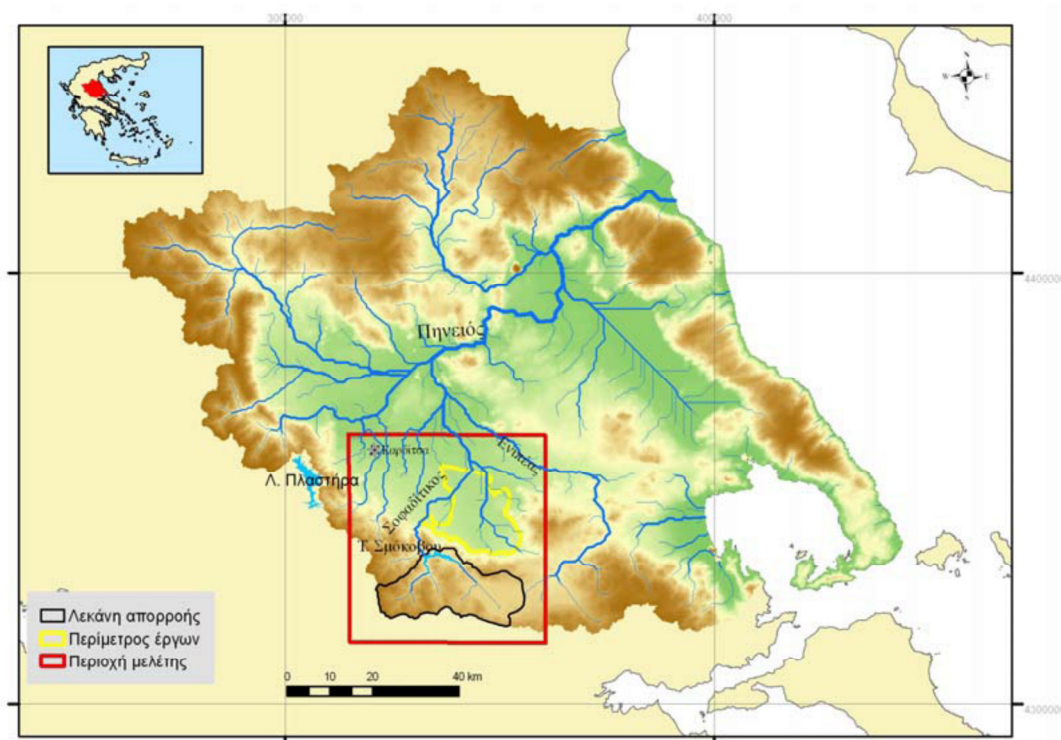 300000
400000
W
E
N
4400000
Πηνειός
Καρδίτσα
Ενιπέας
Λ. Πλαστήρα
Σοφαδίτικος
Τ. Σμόκοβου
Λεκάνη απορροής
Περίμετρος έργων
Περιοχή μελέτης
0 10 20 40 km
4300000